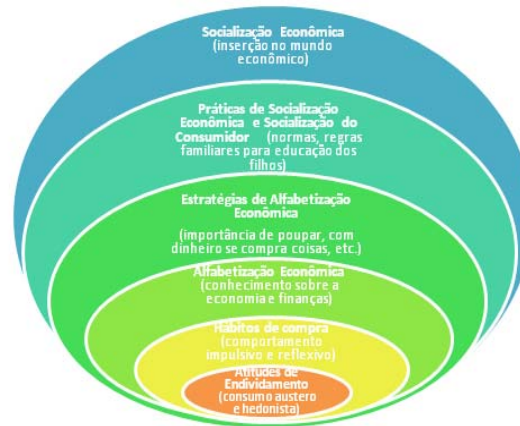 Socialização Econômica
(inserção no mundo
econômico)
Práticas de Socialização
Econômica e Socialização do
Consumidor (normas, regras
familiares para educação dos
filhos)
Estratégias de Alfabetização
Econômica
(importância de poupar, com
dinheiro se compra coisas, etc.)
Alfabetização Econômica
(conhecimento sobre a
economia e finanças)
Hábitos de compra
(comportamento
impulsivo e reflexivo)
Atitudes de
Endividamento
(consumo austero
e hedonista)